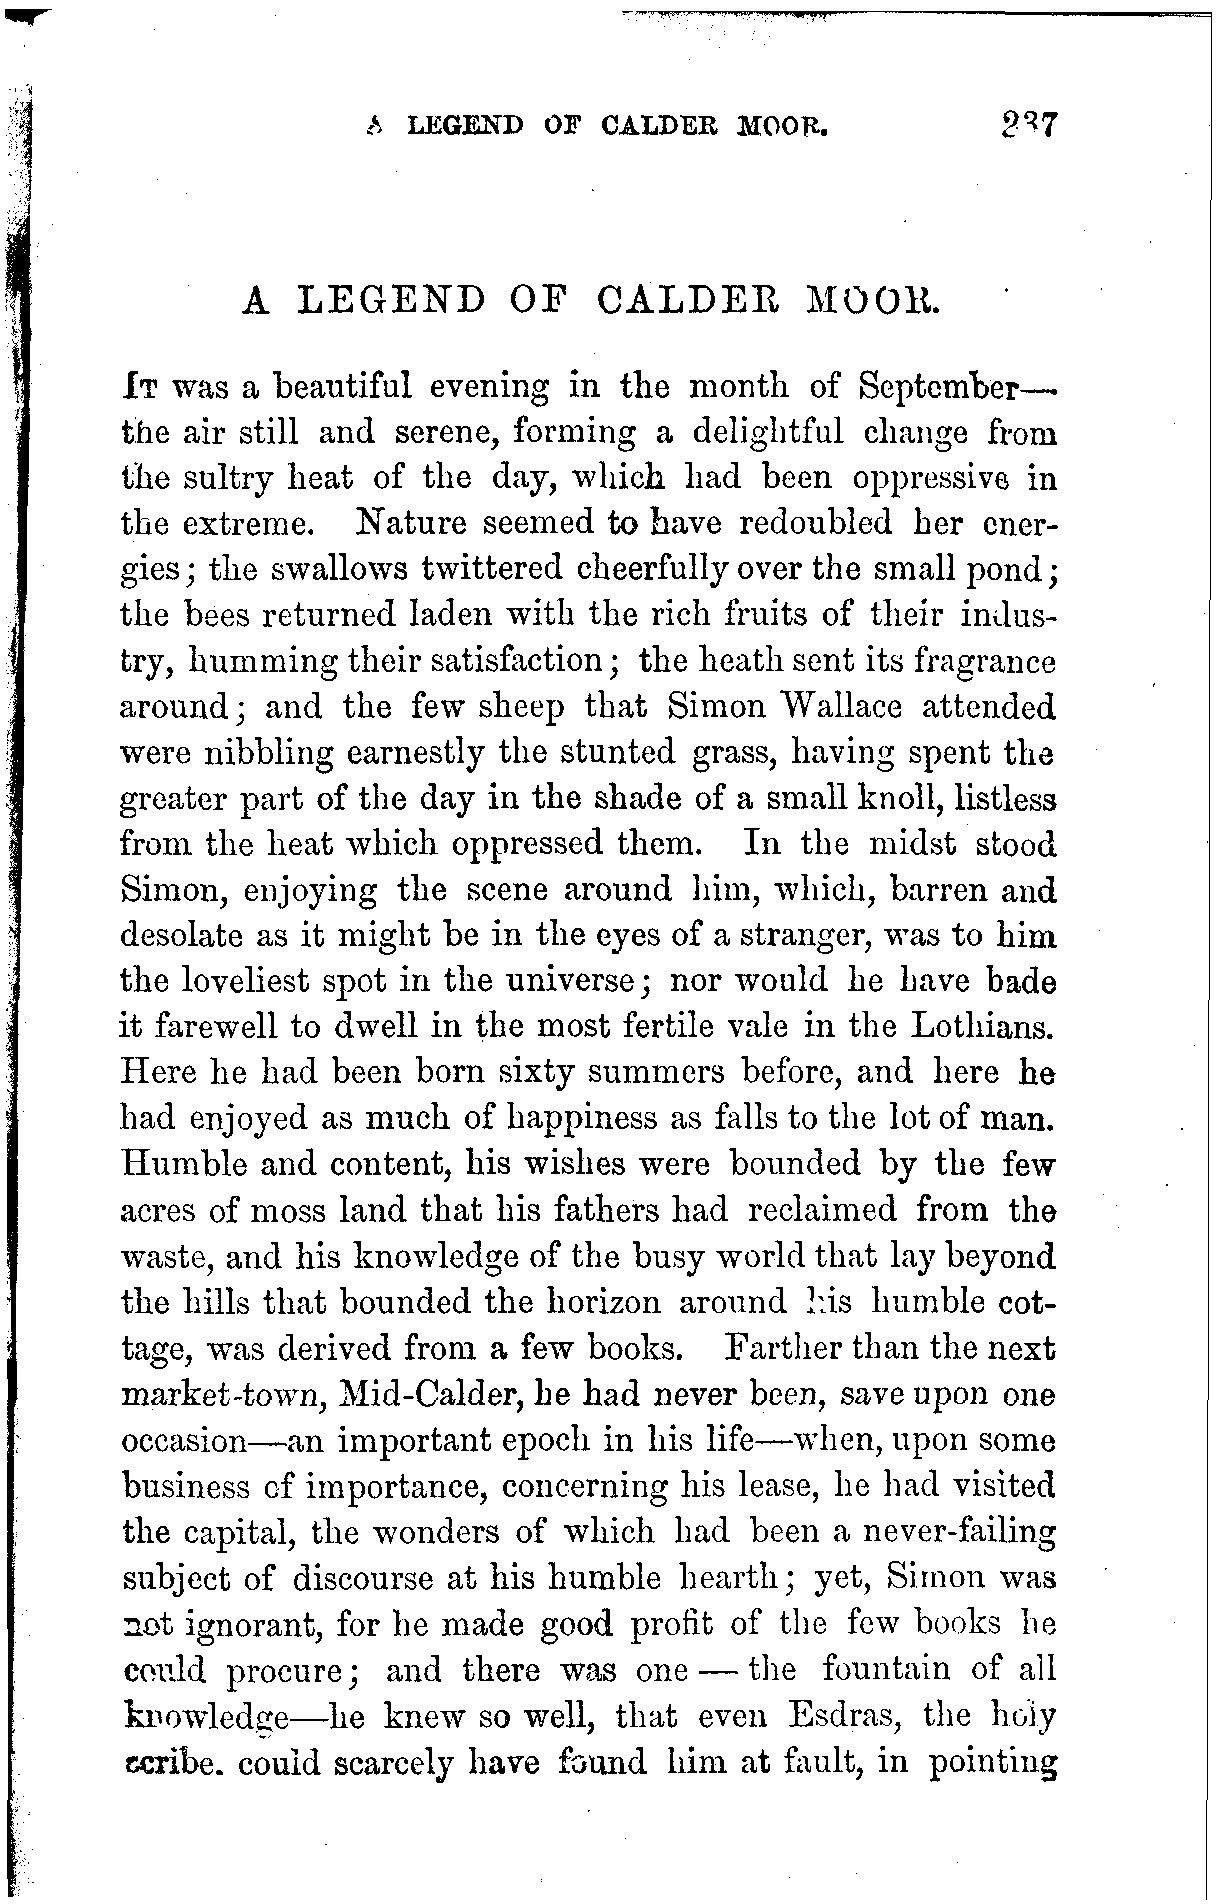 A LEGEND OF CALDER MOOR. 237
A LEGEND OF CALDER MOOR.
It was a beautiful evening in the month of September—
the air still and serene, forming a delightful change from
the sultry heat of the day, which had been oppressive in
the extreme. Nature seemed to have redoubled her ener-
gies; the swallows twittered cheerfully over the small pond;
the bees returned laden with the rich fruits of their indus-
try, humming their satisfaction; the heath sent its fragrance
around; and the few sheep that Simon Wallace attended
were nibbling earnestly the stunted grass, having spent the
greater part of the day in the shade of a small knoll, listless
from the heat which oppressed them. In the midst stood
Simon, enjoying the scene around him, which, barren and
desolate as it might be in the eyes of a stranger, was to him
the loveliest spot in the universe; nor would he have bade
it farewell to dwell in the most fertile vale in the Lothians.
Here he had been born sixty summers before, and here he
had enjoyed as much of happiness as falls to the lot of man.
Humble and content, his wishes were bounded by the few
acres of moss land that his fathers had reclaimed from the
waste, and his knowledge of the busy world that lay beyond
the hills that bounded the horizon around his humble cot-
tage, was derived from a few books. Farther than the next
market-town, Mid-Calder, he had never been, save upon one
occasion—an important epoch in his life—when, upon some
business of importance, concerning his lease, he had visited
the capital, the wonders of which had been a never-failing
subject of discourse at his humble hearth; yet, Simon was
not ignorant, for he made good profit of the few books he
could procure; and there was one — the fountain of all
knowledge—he knew so well, that even Esdras, the holy
scribe. could scarcely have found him at fault, in pointing